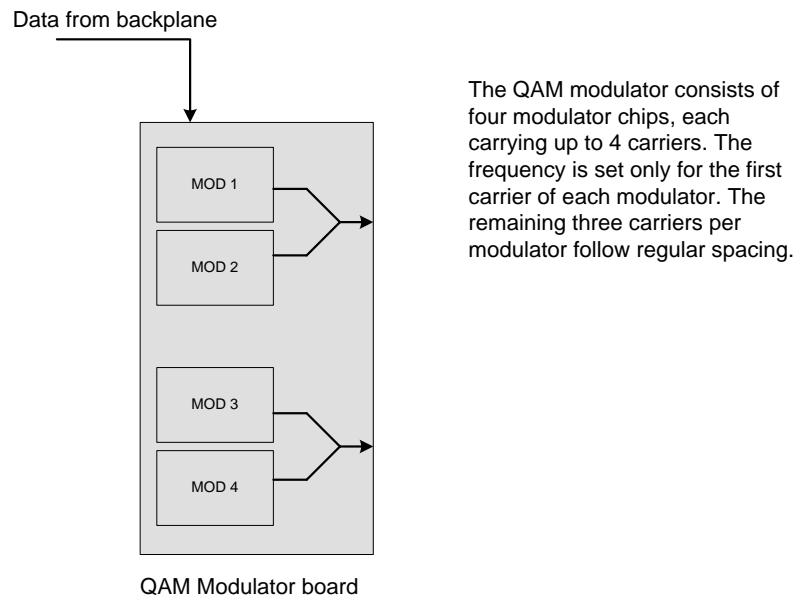 Data from backplane
The QAM modulator consists of
four modulator chips, each
carrying up to 4 carriers. The
frequency is set only for the first
carrier of each modulator. The
remaining three carriers per
modulator follow regular spacing.
MOD 1
MOD 2
MOD 3
MOD 4
QAM Modulator board